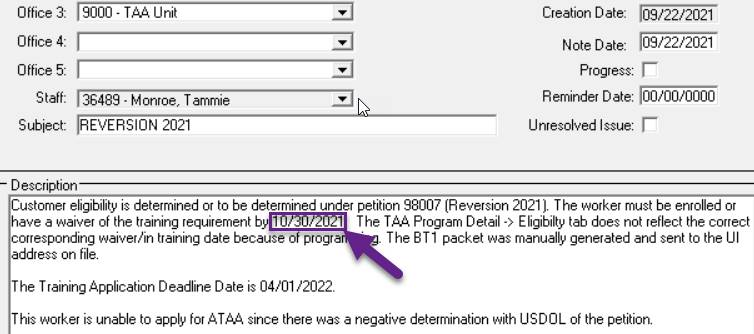 Office 3: 9000 - TAA Unit Creation Date: 09/22/2021
Office 4: Note Date: 09/22/2021
Office 5: Progress:
Staff: 36489 - Monroe, Tammie Reminder Date: 00/00/0000
Subject: REVERSION 2021 Unresolved Issue:
Description
Customer eligibility is determined or to be determined under petition 98007 (Reversion 2021). The worker must be enrolled or
have a waiver of the training requirement by 10/30/2021. The TAA Program Detail -> Eligibilty tab does not reflect the correct
corresponding waiver/in training date because of The BT1 packet was manually generated and sent to the UI
address on file.
The Training Application Deadline Date is 04/01/2022.
This worker is unable to apply for ATAA since there was a negative determination with USDOL of the petition.